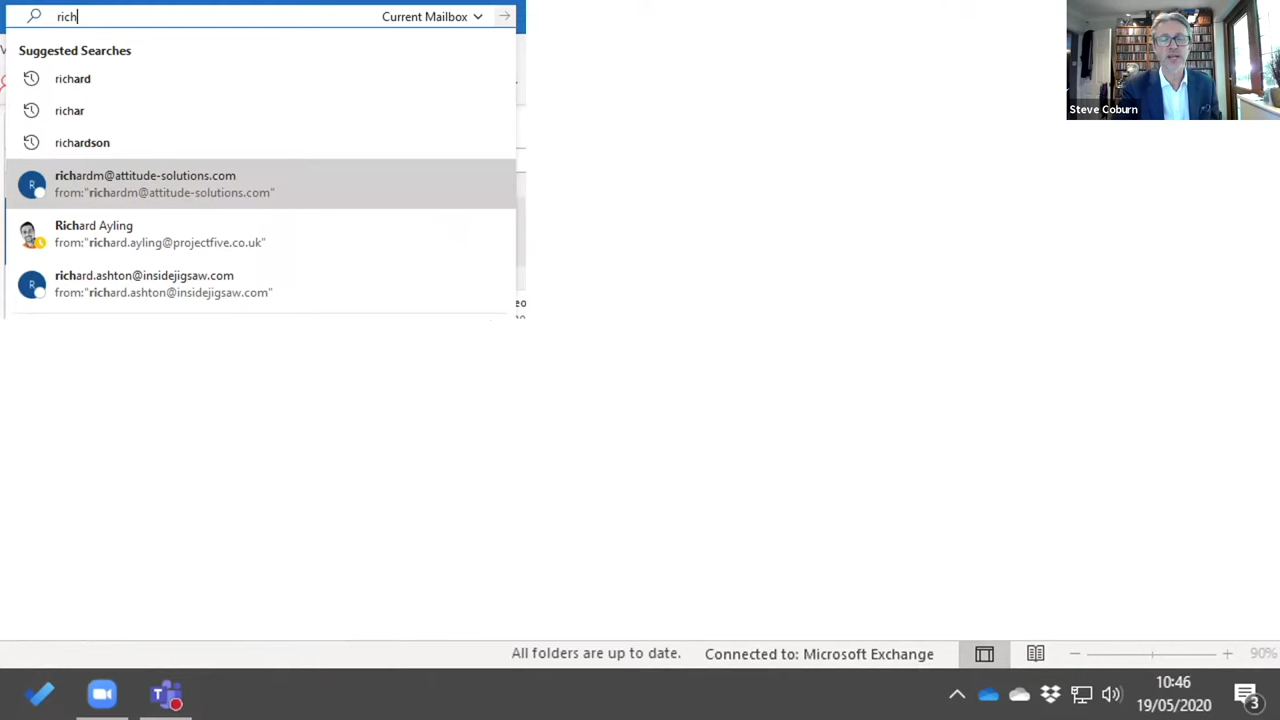 rich
Current Mailbox
Suggested Searches
richard
richar
richardson
richardm@attitude-solutions.com
from:"richardm@attitude-solutions.com"
Richard Ayling
from:"richard.ayling@projectfive.co.uk"
richard.ashton@insidejigsaw.com
from:"richard.ashton@insidejigsaw.com"
Steve Coburn
All folders are up to date.
Connected to: Microsoft Exchange
90%
10:46
19/05/2020
3